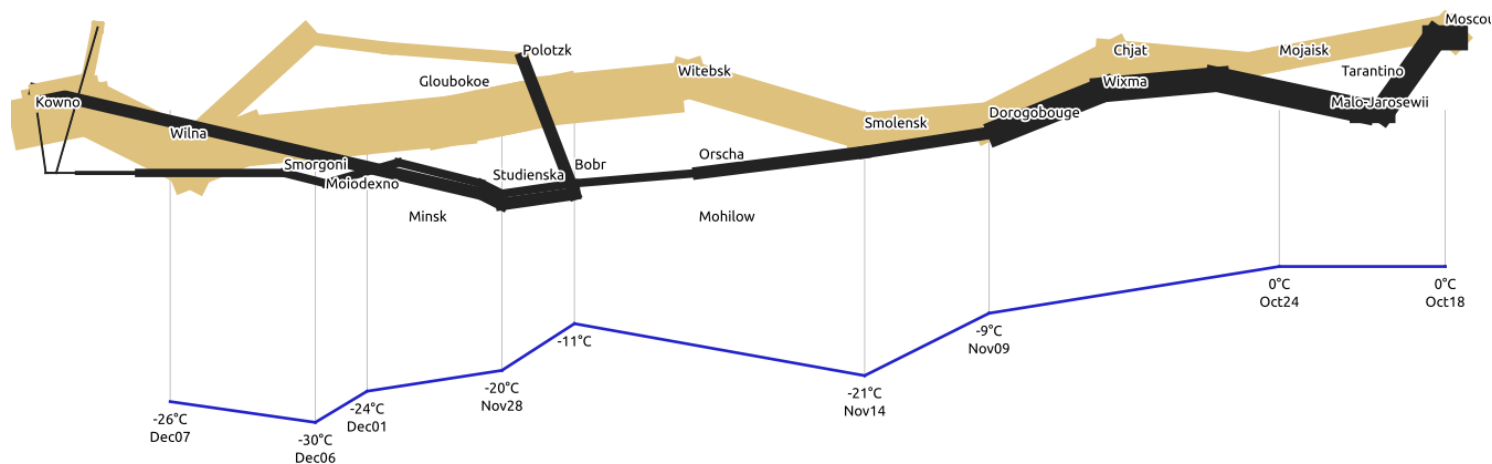 Moscou
Polotzk
Chjat
Mojaisk
Gloubokoe
Witebsk
Wixma
Tarantino
Kowno
Malo-Jarosewii
Dorogobouge
Smolensk
Wilna
Orscha
Smorgoni
Bobr
Studienska
Moiodexno
Minsk
Mohilow
0°C
Oct24
0°C
Oct18
-9°C
Nov09
-11°C
-21°C
Nov14
-20°C
Nov28
-24°C
Dec01
-26°C
Dec07
-30°C
Dec06